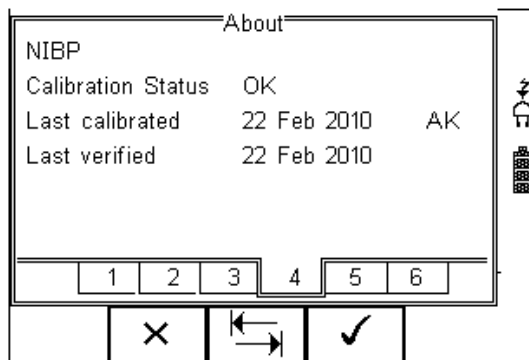 About
NIBP
Calibration Status OK
Last calibrated 22 Feb 2010 AK
Last verified 22 Feb 2010
1 2 3 4 5 6